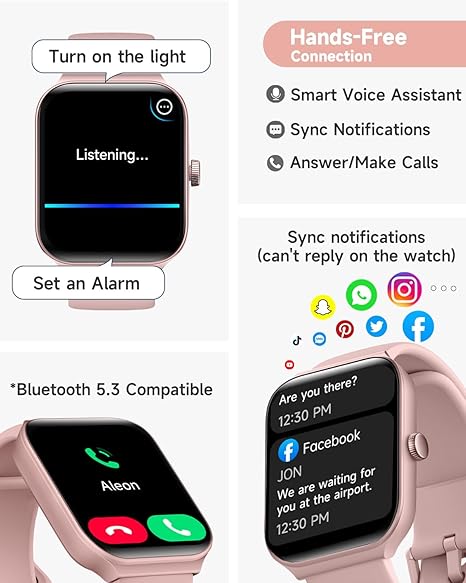 Turn on the light
Listening...
Set an Alarm
Hands-Free
Connection
Smart Voice Assistant
Sync Notifications
Answer/Make Calls
*Bluetooth 5.3 Compatible
Aleon
Sync notifications
(can't reply on the watch)
Are you there?
12:30 PM
Facebook
JON
We are waiting for
you at the airport.
12:30 PM